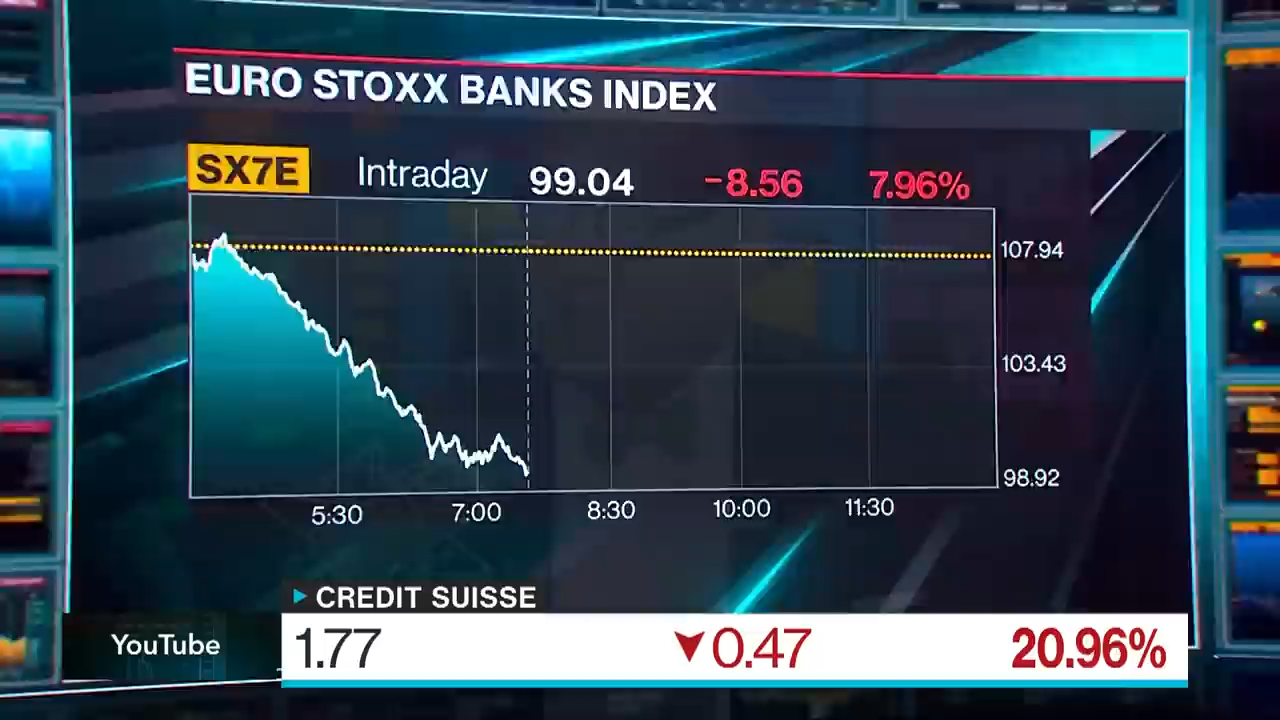 EURO STOXX BANKS INDEX
SX7E Intraday 99.04 -8.56 7.96%
107.94
103.43
98.92
5:30 7:00 8:30 10:00 11:30
CREDIT SUISSE
YouTube 1.77 ▼0.47 20.96%